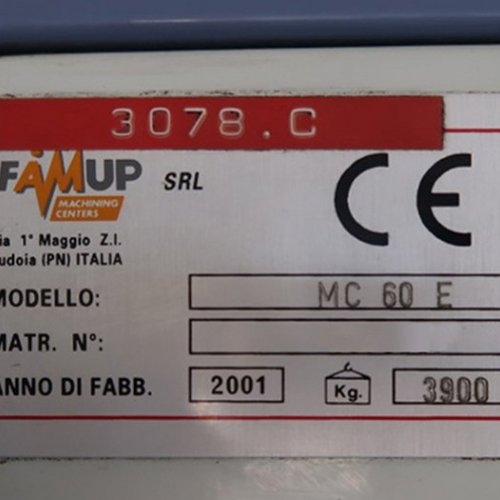 3078.C
FAMUP SRL
MACHINING
CENTERS
CE
ia 1° Maggio Z.I.
udoia (PN) ITALIA
MODELLO: MC 60 E
MATR. N°:
ANNO DI FABB. 2001 Kg. 3900